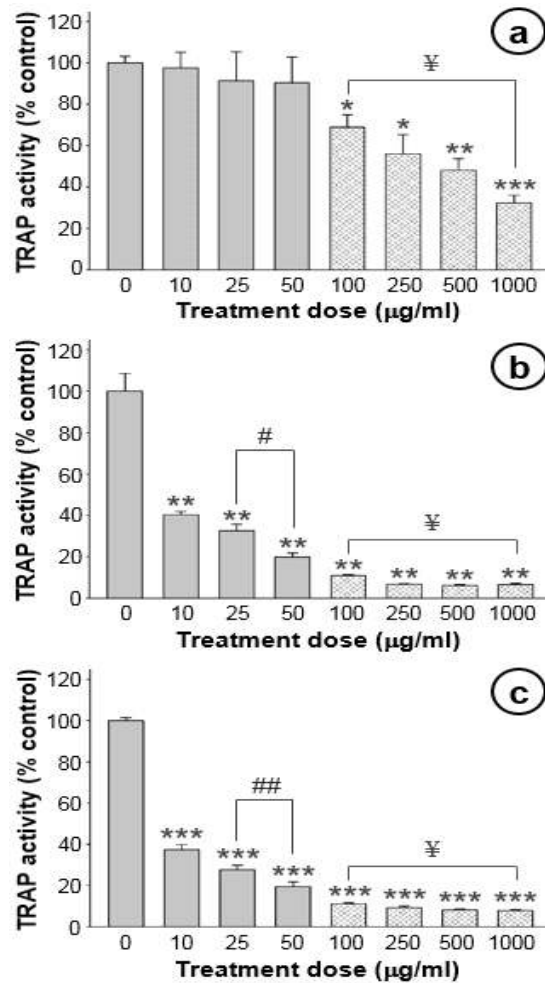 a
120
100
80
60
40
20
0
TRAP activity (% control)
¥
*
*
**
***
0 10 25 50 100 250 500 1000
Treatment dose (µg/ml)
b
120
100
80
60
40
20
0
TRAP activity (% control)
#
¥
** ** ** ** ** ** **
0 10 25 50 100 250 500 1000
Treatment dose (µg/ml)
c
120
100
80
60
40
20
0
TRAP activity (% control)
##
¥
*** *** *** *** *** *** ***
0 10 25 50 100 250 500 1000
Treatment dose (µg/ml)